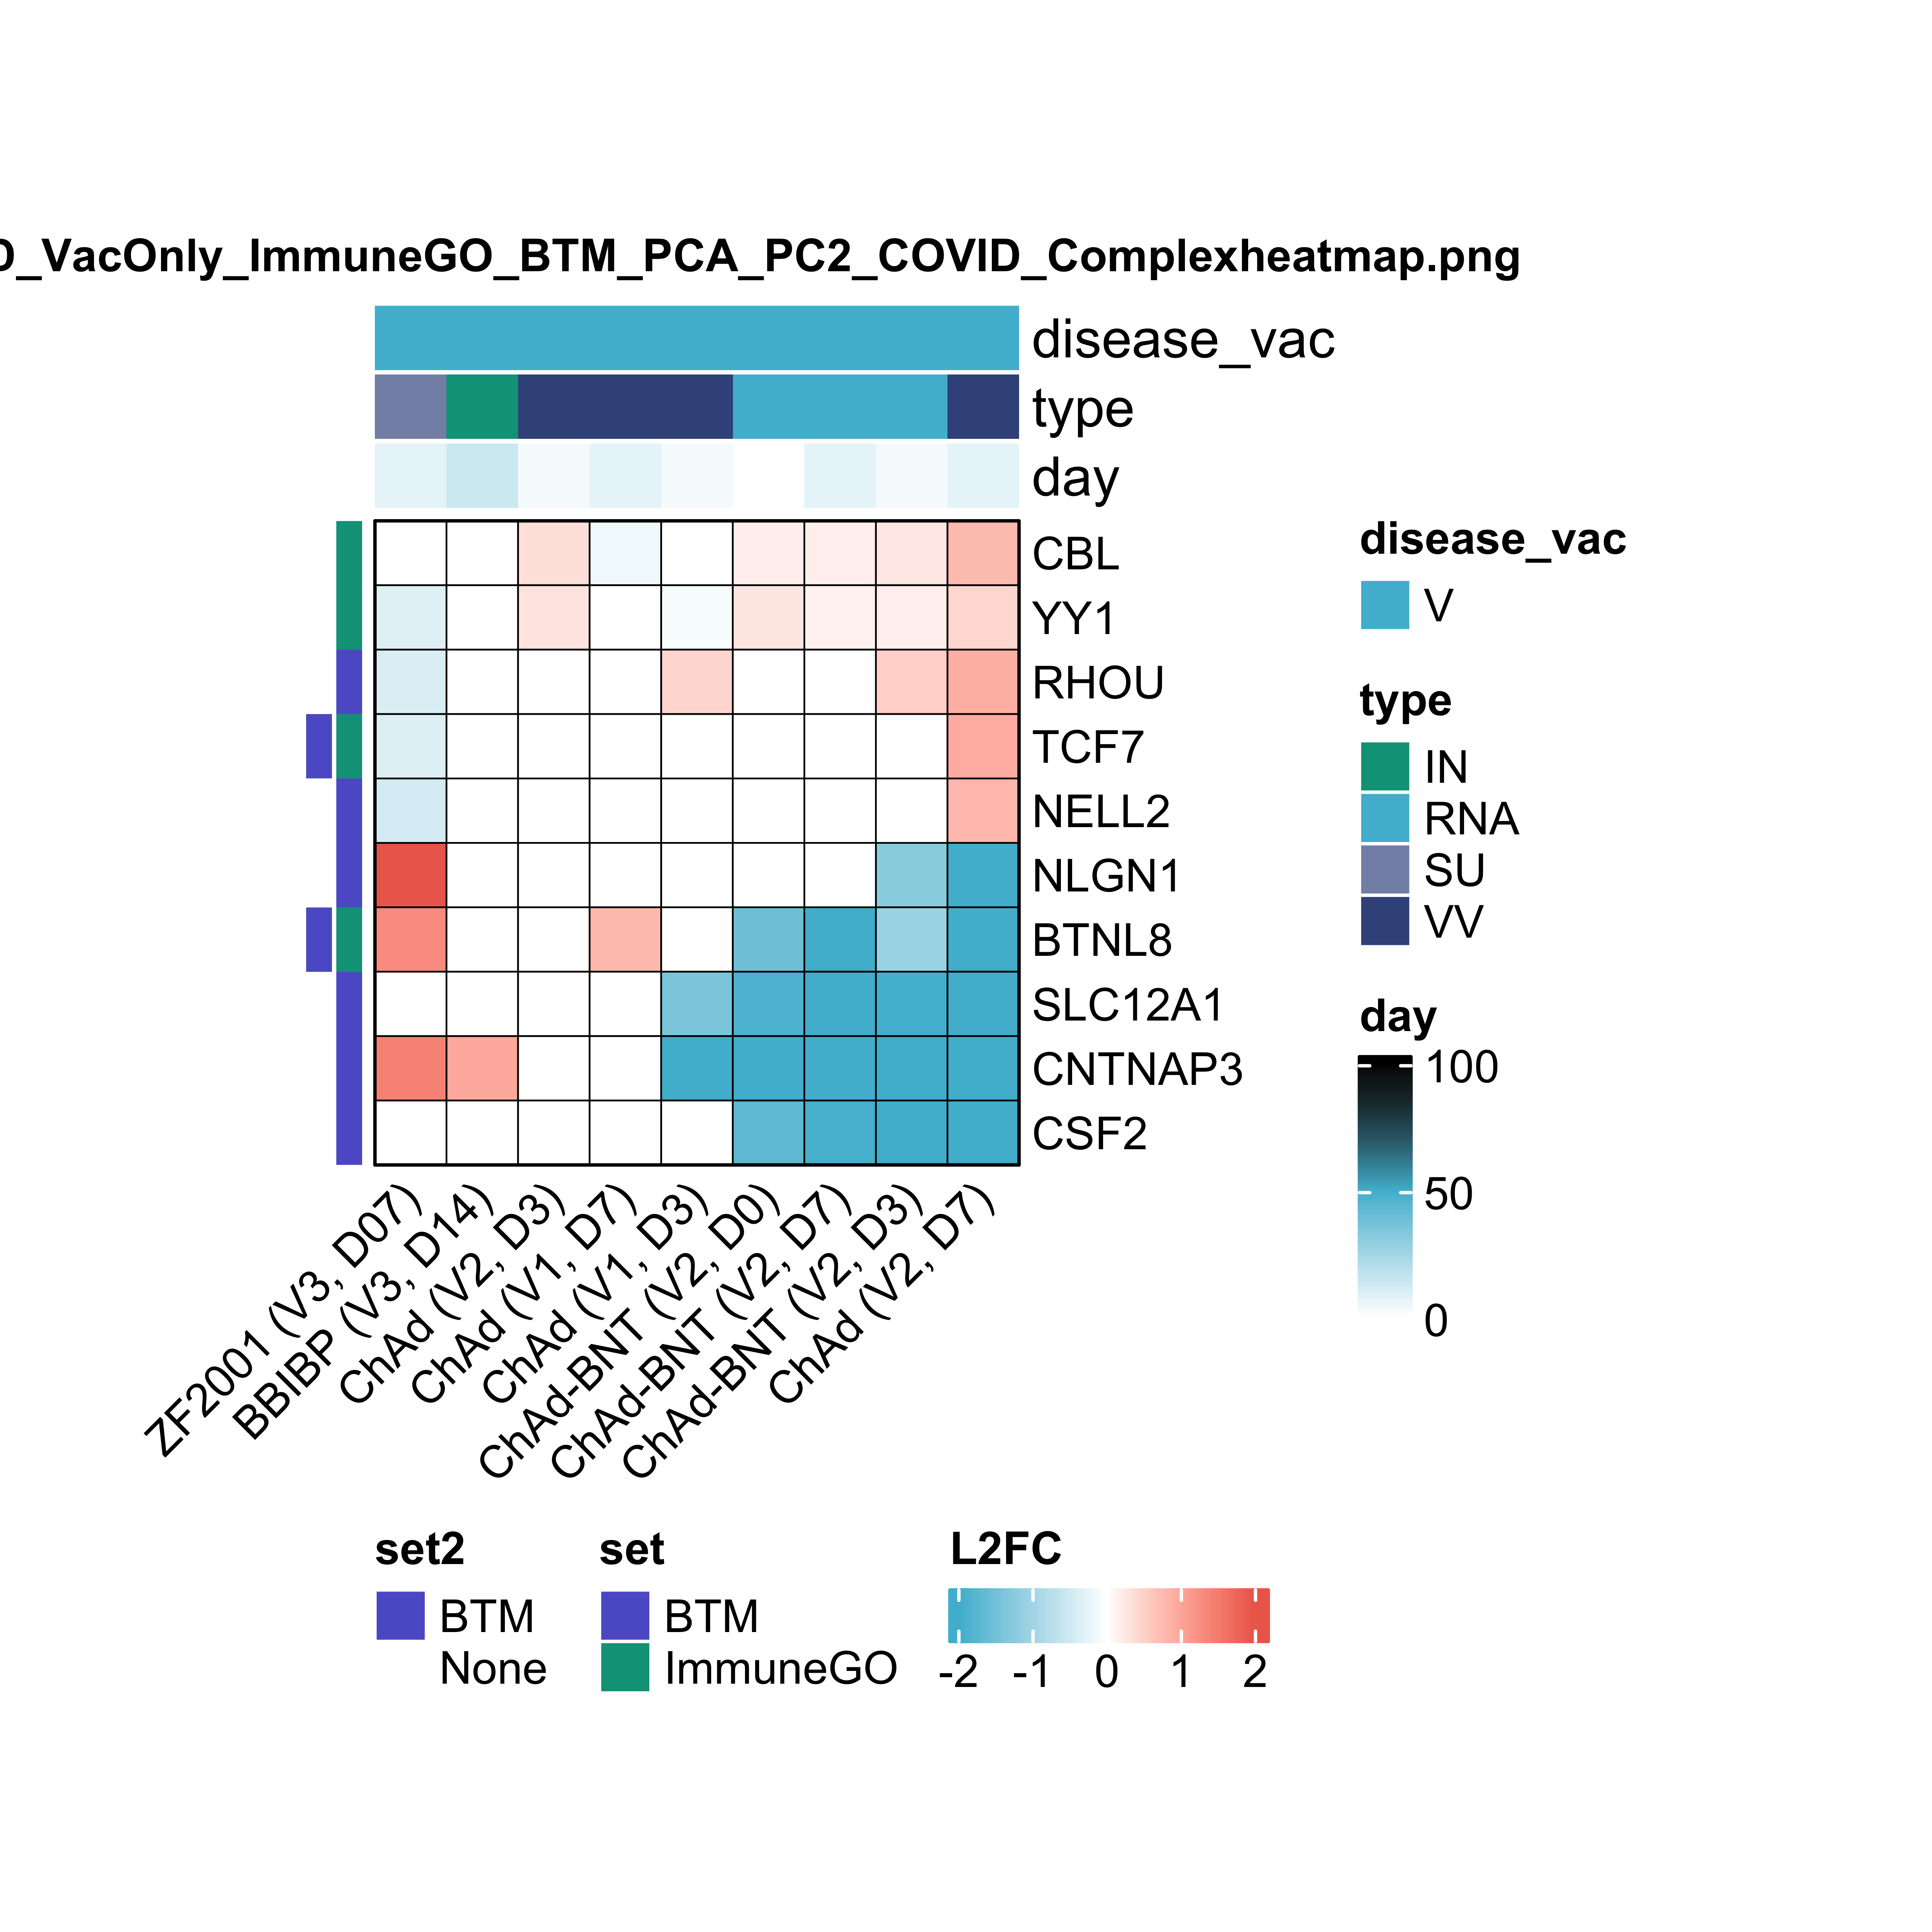 D_VacOnly_ImmuneGO_BTM_PCA_PC2_COVID_Complexheatmap.png
disease_vac
type
day
CBL
YY1
RHOU
TCF7
NELL2
NLGN1
BTNL8
SLC12A1
CNTNAP3
CSF2
ZF2001 (V3, D07)
BBIBP (V3, D14)
ChAd (V2, D3)
ChAd (V1, D7)
ChAd (V1, D3)
ChAd-BNT (V2, D0)
ChAd-BNT (V2, D7)
ChAd-BNT (V2, D3)
ChAd (V2, D7)
disease_vac
V
type
IN
RNA
SU
VV
day
100
50
0
set2
BTM
None
set
BTM
ImmuneGO
L2FC
-2 -1 0 1 2